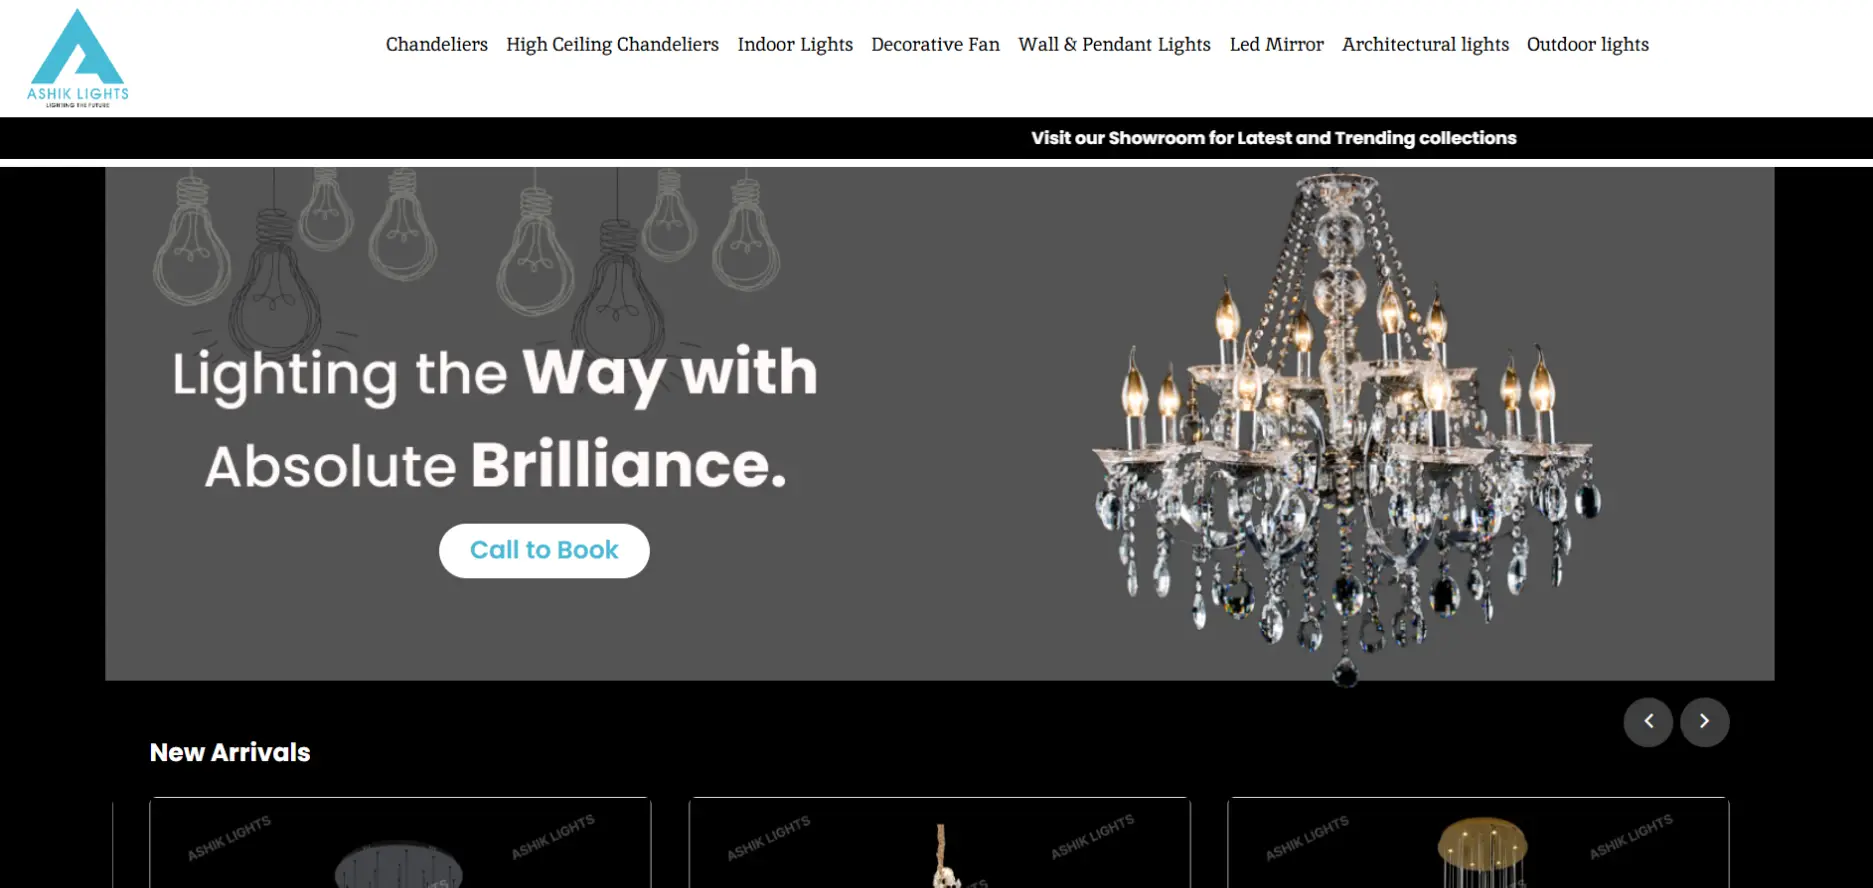 ASHIK LIGHTS
LIGHTING THE FUTURE
Chandeliers High Ceiling Chandeliers Indoor Lights Decorative Fan Wall & Pendant Lights Led Mirror Architectural lights Outdoor lights
Visit our Showroom for Latest and Trending collections
Lighting the Way with
Absolute Brilliance.
Call to Book
New Arrivals
ASHIK LIGHTS
ASHIK LIGHTS
ASHIK LIGHTS
ASHIK LIGHTS
ASHIK LIGHTS
ASHIK LIGHTS